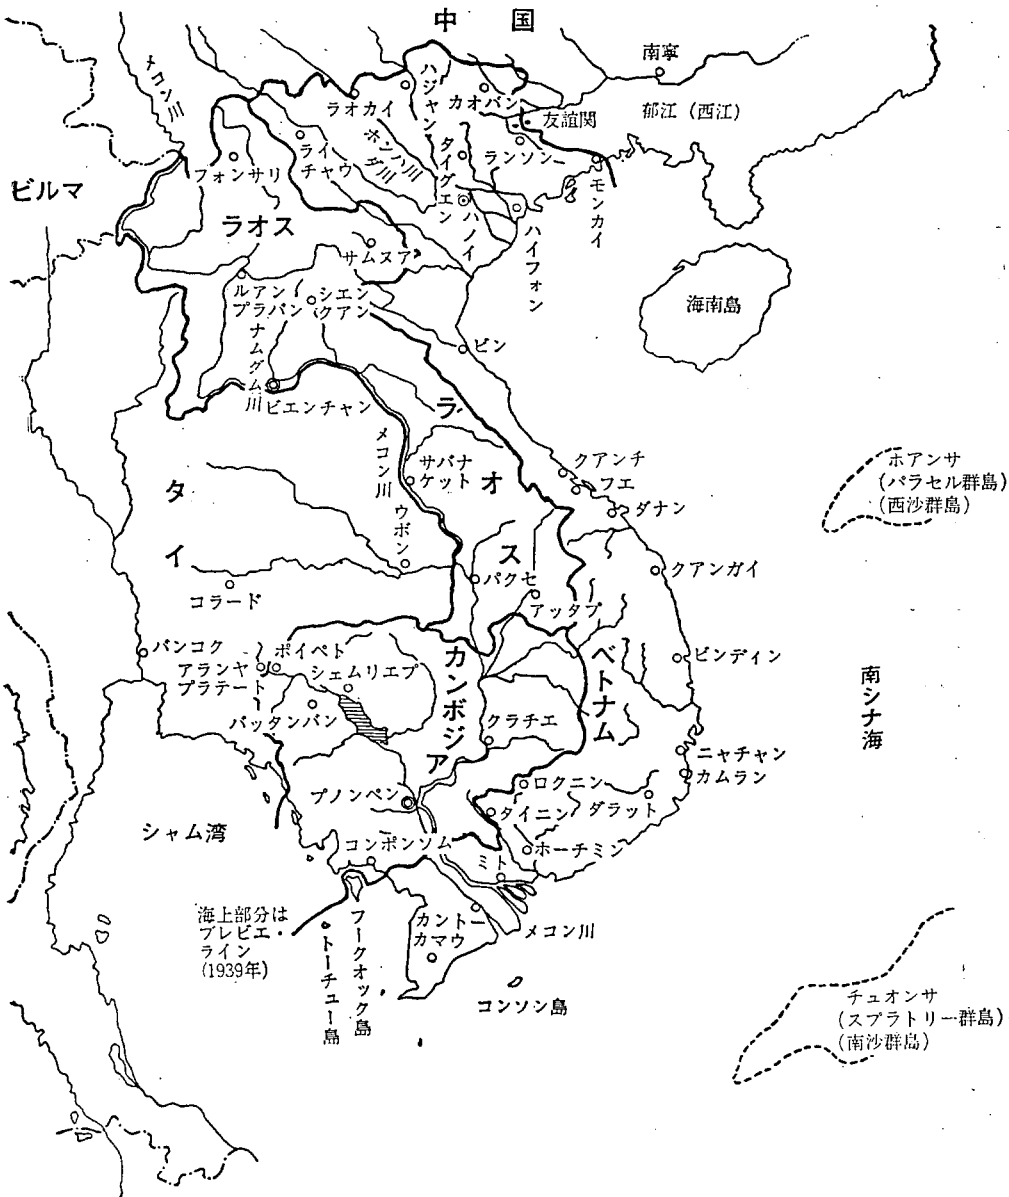 中国
南寧
メコン川
ハジャン
ラオカイ
カオバン
郁江（西江）
友誼関
ライ
チャウ
ホンハ川
ダ川
タイグエン
ランソン
フォンサリ
ビルマ
モンカイ
ハノイ
ラオス
ハイフォン
サムヌア
ルアン
プラバン
シエン
クアン
海南島
ナムグム川
ビン
ビエンチャン
ラオス
メコン川
サバナ
ケット
クアンチ
フエ
ホアンサ
(パラセル群島)
(西沙群島)
ダナン
タイ
ウボン
パクセ
クアンガイ
コラード
アッタプ
バンコク
ポイペト
アランヤ
プラテート
シェムリエプ
カンボジア
ベトナム
ビンディン
南シナ海
バッタンバン
クラチエ
ニャチャン
カムラン
プノンペン
ロクニン
ダラット
タイニン
シャム湾
コンポンソム
ホーチミン
ミト
海上部分は
ブレビエ
ライン
(1939年)
フークオック島
トーチュー島
カントー
カマウ
メコン川
コンソン島
チュオンサ
(スプラトリー群島)
(南沙群島)